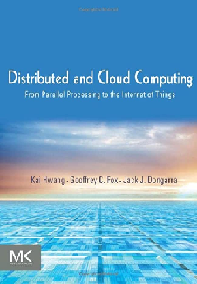 Distributed and Cloud Computing
From Parallel Processing to the Internet of Things
Kai Hwang · Geoffrey C. Fox · Jack J. Dongarra
MK